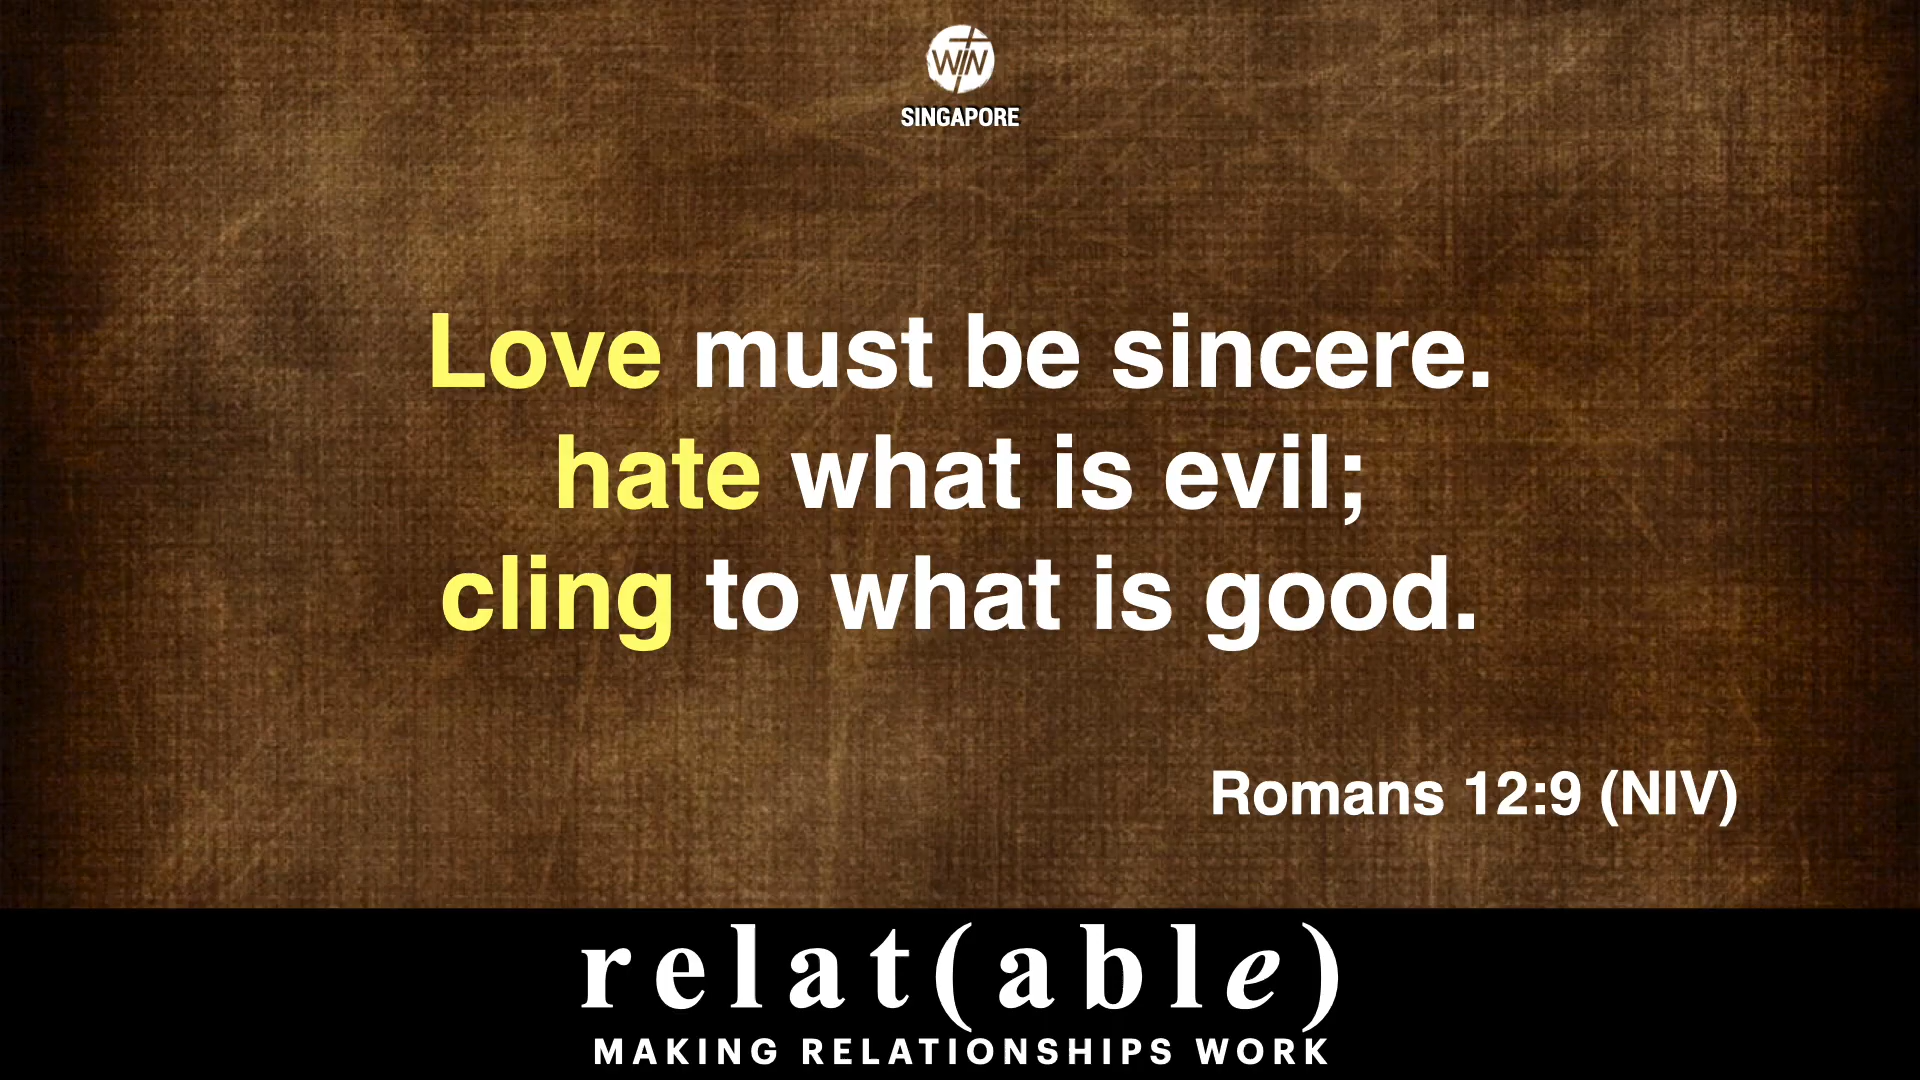 WIN
SINGAPORE
Love must be sincere.
hate what is evil;
cling to what is good.
Romans 12:9 (NIV)
relat(able)
MAKING RELATIONSHIPS WORK